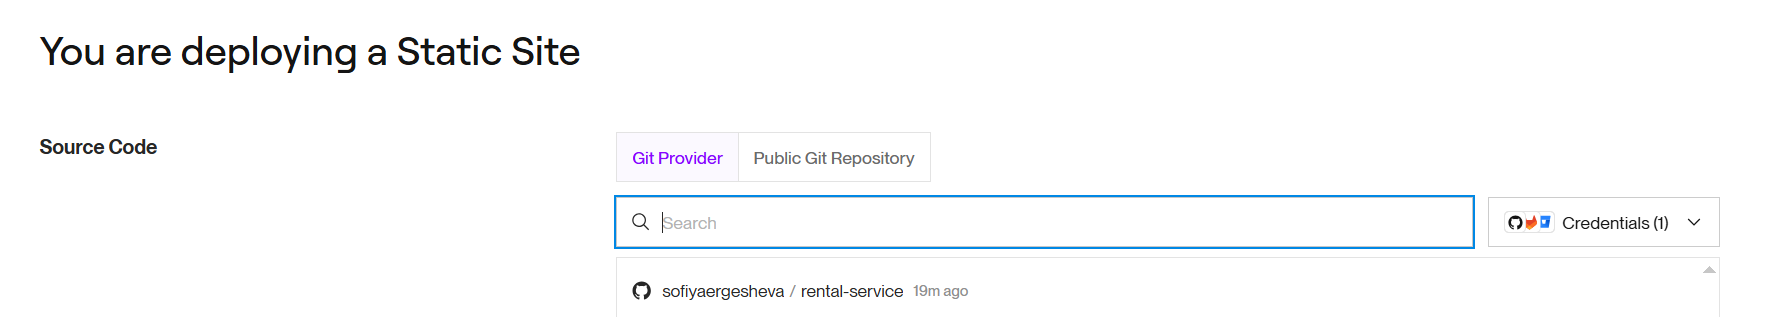 You are deploying a Static Site
Source Code
Git Provider
Public Git Repository
Search
Credentials (1)
sofiyaergesheva / rental-service 19m ago